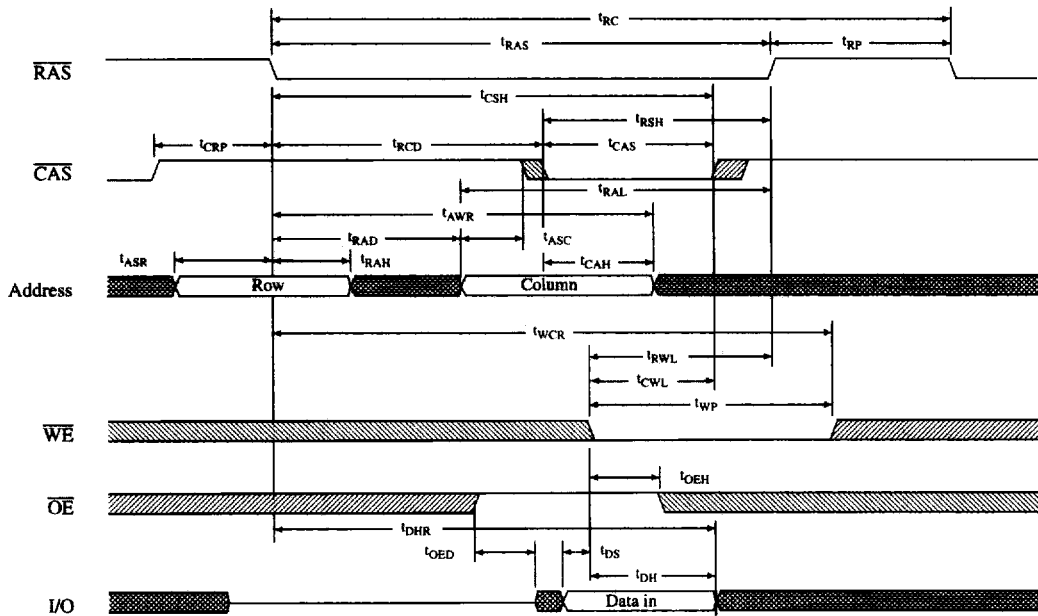 tRC
tRAS
tRP
RAS
tCSH
tRSH
tCRP
tRCD
tCAS
CAS
tRAL
tAWR
tRAD
tASC
tASR
tRAH
tCAH
Address
Row
Column
tWCR
tRWL
tCWL
tWP
WE
tOEH
OE
tDHR
tOED
tDS
tDH
I/O
Data in